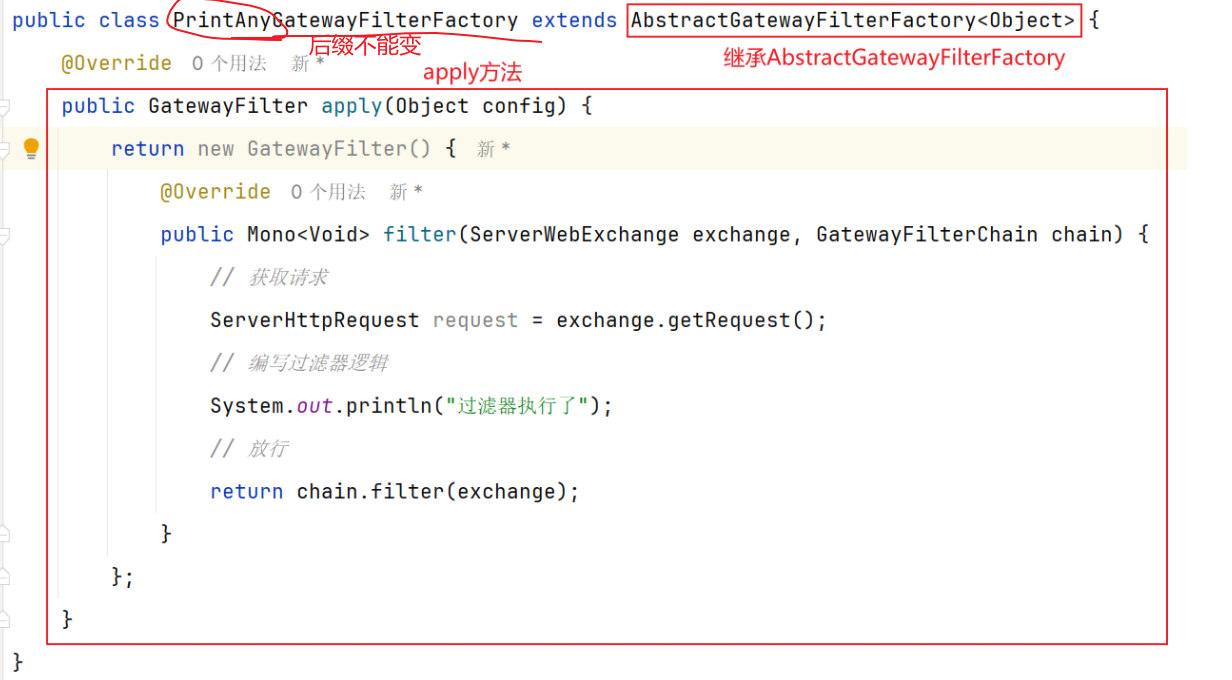 public class PrintAnyGatewayFilterFactory extends AbstractGatewayFilterFactory<Object> {
后缀不能变
@Override 0 个用法 新 *
apply方法
继承AbstractGatewayFilterFactory
public GatewayFilter apply(Object config) {
return new GatewayFilter() { 新 *
@Override 0 个用法 新 *
public Mono<Void> filter(ServerWebExchange exchange, GatewayFilterChain chain) {
// 获取请求
ServerHttpRequest request = exchange.getRequest();
// 编写过滤器逻辑
System.out.println("过滤器执行了");
// 放行
return chain.filter(exchange);
}
};
}
}